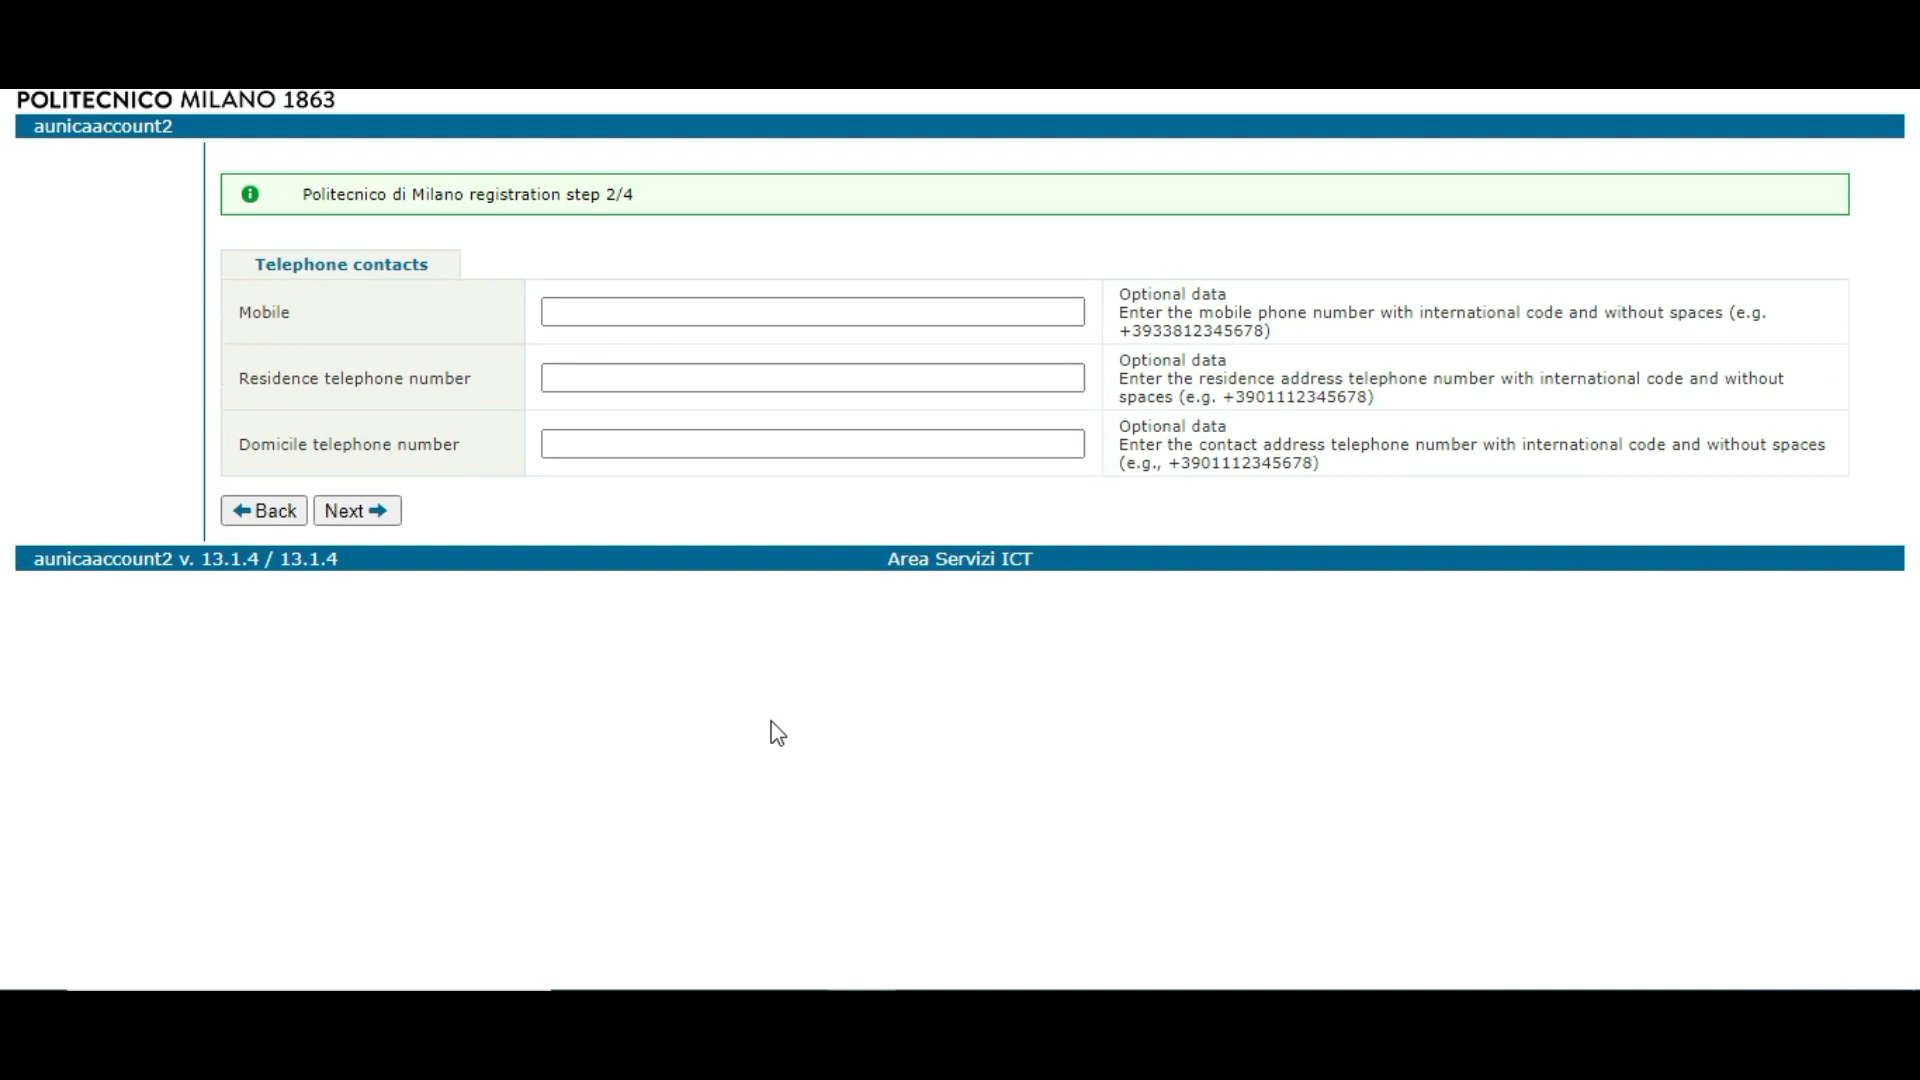 POLITECNICO MILANO 1863
aunicaaccount2
Politecnico di Milano registration step 2/4
Telephone contacts
Mobile
Optional data
Enter the mobile phone number with international code and without spaces (e.g.
+3933812345678)
Residence telephone number
Optional data
Enter the residence address telephone number with international code and without
spaces (e.g. +3901112345678)
Domicile telephone number
Optional data
Enter the contact address telephone number with international code and without spaces
(e.g., +3901112345678)
Back Next
aunicaaccount2 v. 13.1.4 / 13.1.4 Area Servizi ICT